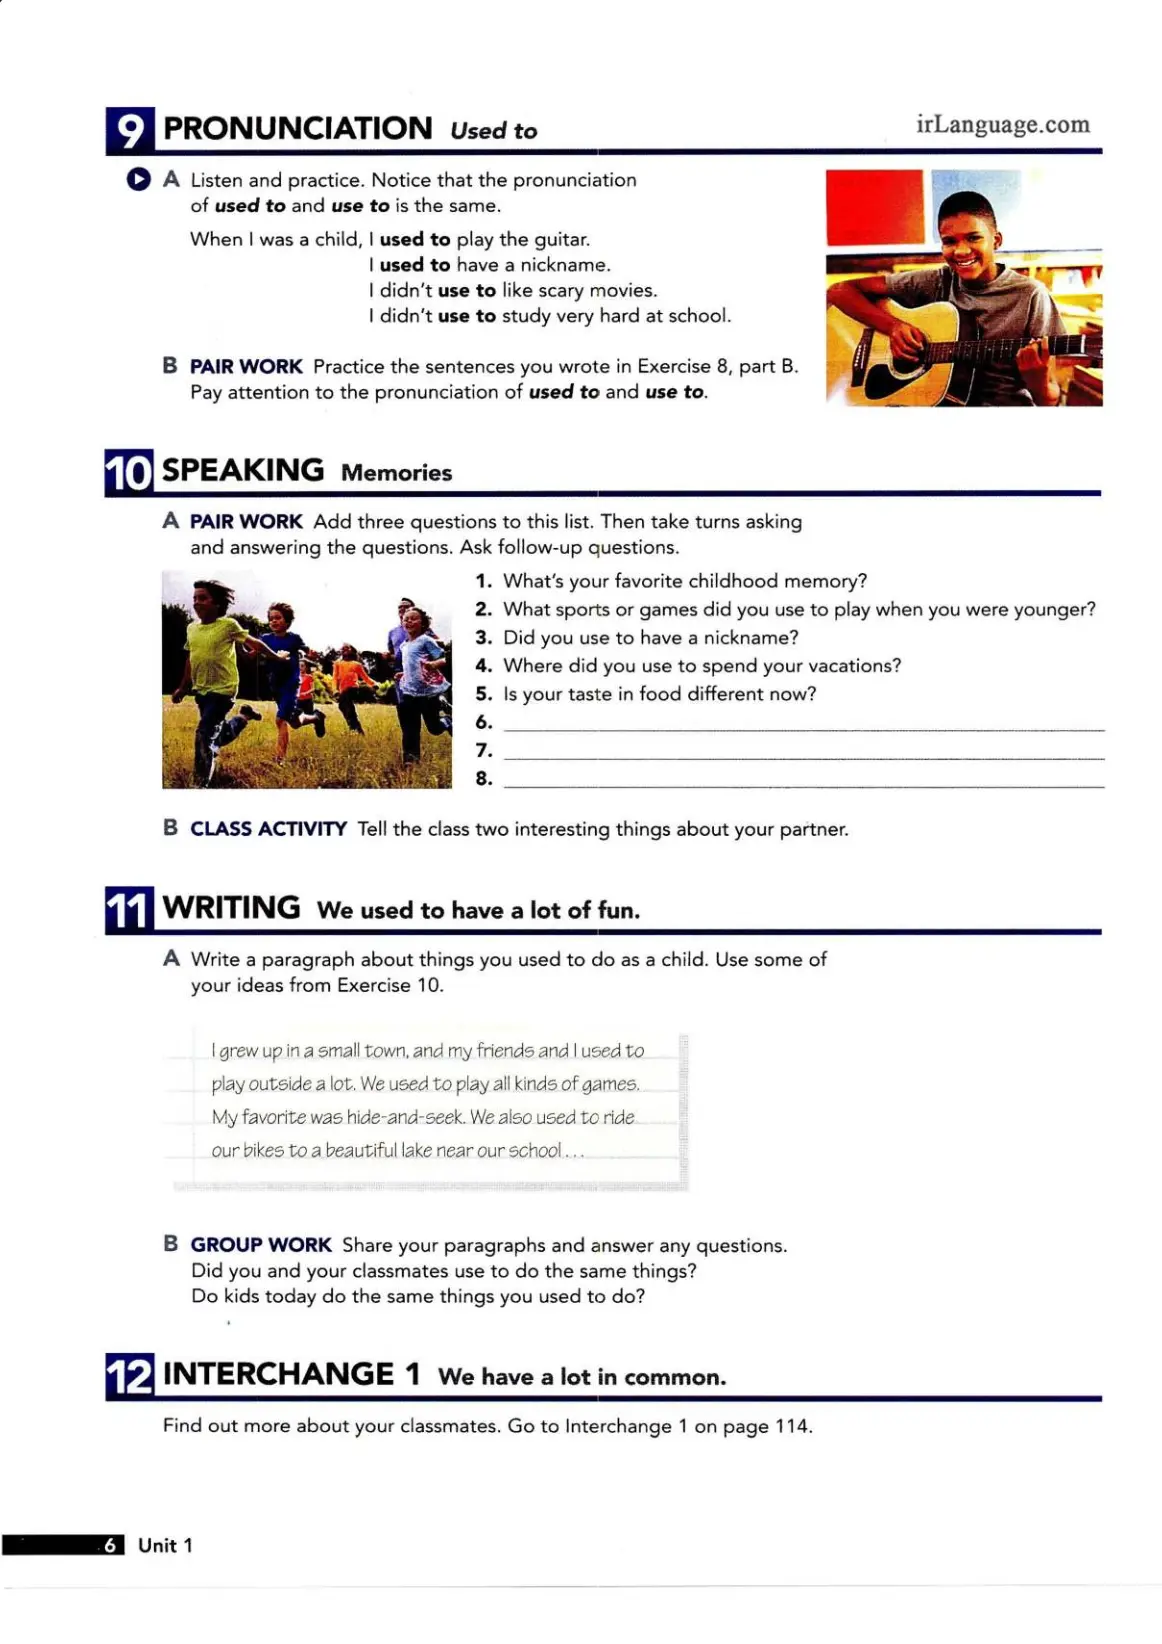 9 PRONUNCIATION Used to
irLanguage.com
A Listen and practice. Notice that the pronunciation
of used to and use to is the same.
When I was a child, I used to play the guitar.
I used to have a nickname.
I didn't use to like scary movies.
I didn't use to study very hard at school.
B PAIR WORK Practice the sentences you wrote in Exercise 8, part B.
Pay attention to the pronunciation of used to and use to.
10 SPEAKING Memories
A PAIR WORK Add three questions to this list. Then take turns asking
and answering the questions. Ask follow-up questions.
1. What's your favorite childhood memory?
2. What sports or games did you use to play when you were younger?
3. Did you use to have a nickname?
4. Where did you use to spend your vacations?
5. Is your taste in food different now?
6.
7.
8.
B CLASS ACTIVITY Tell the class two interesting things about your partner.
11 WRITING We used to have a lot of fun.
A Write a paragraph about things you used to do as a child. Use some of
your ideas from Exercise 10.
I grew up in a small town, and my friends and I used to
play outside a lot. We used to play all kinds of games.
My favorite was hide-and-seek. We also used to ride
our bikes to a beautiful lake near our school . . .
B GROUP WORK Share your paragraphs and answer any questions.
Did you and your classmates use to do the same things?
Do kids today do the same things you used to do?
12 INTERCHANGE 1 We have a lot in common.
Find out more about your classmates. Go to Interchange 1 on page 114.
6 Unit 1